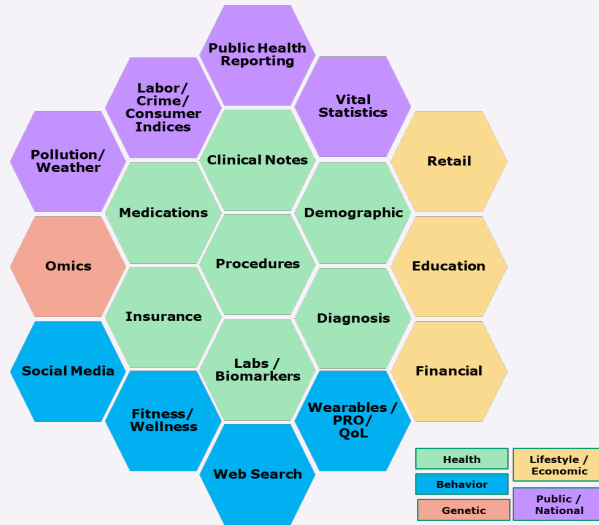 Public Health
Reporting
Labor/
Crime/
Consumer
Indices
Vital
Statistics
Pollution/
Weather
Clinical Notes
Retail
Medications
Demographic
Omics
Procedures
Education
Insurance
Diagnosis
Social Media
Labs /
Biomarkers
Financial
Fitness/
Wellness
Wearables /
PRO/
QoL
Web Search
Health
Lifestyle /
Economic
Behavior
Genetic
Public /
National